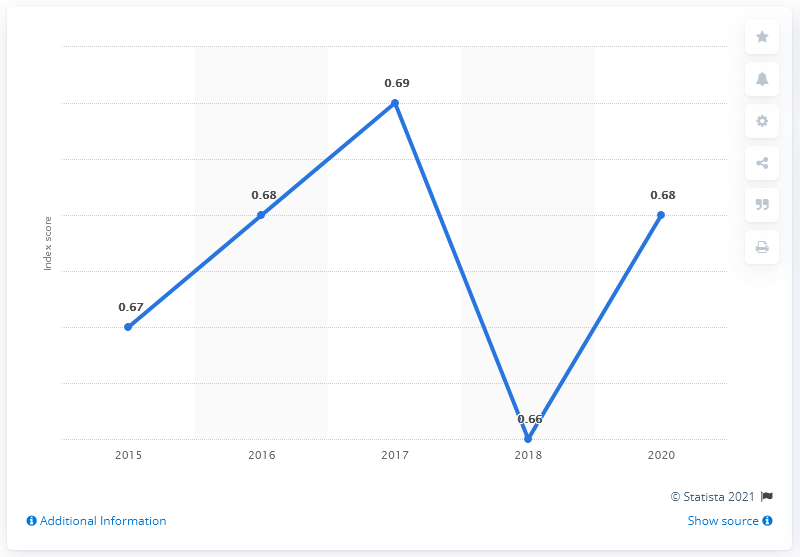 0.69
0.68
0.68
0.67
0.66
Index score
2015 2016 2017 2018 2020
© Statista 2021
Additional Information
Show source